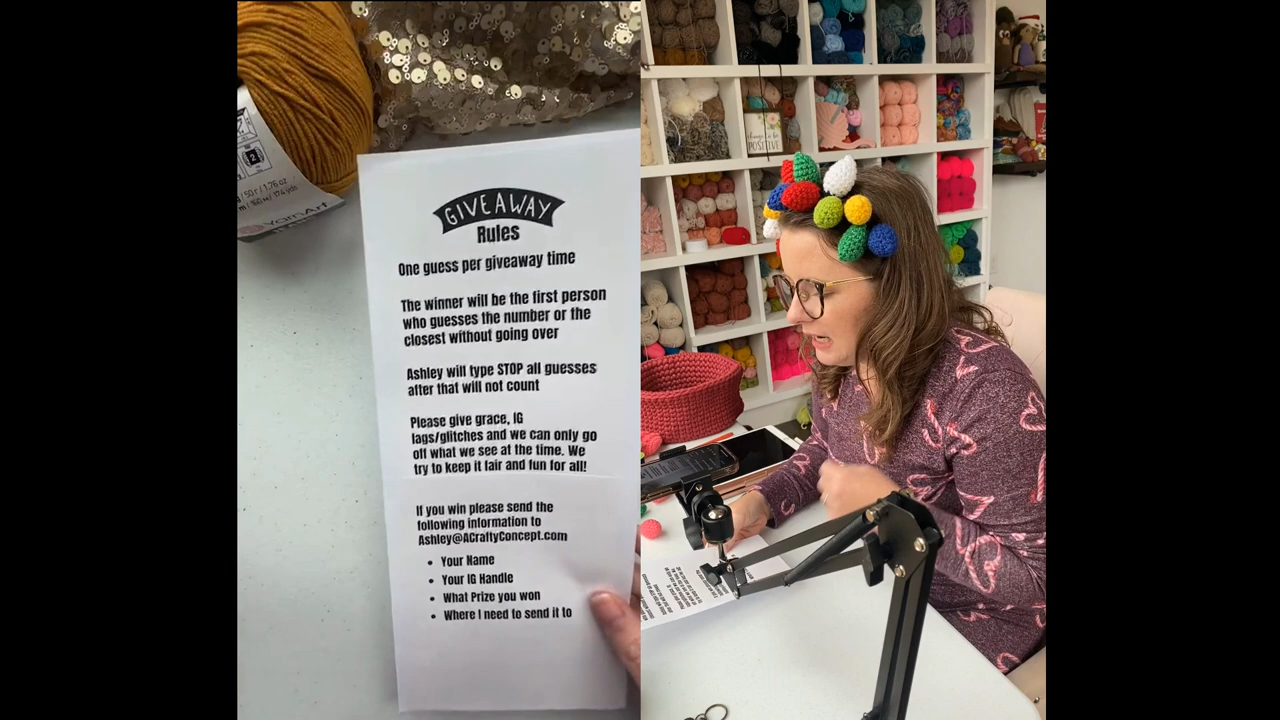 GIVEAWAY
Rules
One guess per giveaway time
The winner will be the first person
who guesses the number or the
closest without going over
Ashley will type STOP all guesses
after that will not count
Please give grace, IG
lags/glitches and we can only go
off what we see at the time. We
try to keep it fair and fun for all!
If you win please send the
following information to
Ashley@ACraftyConcept.com
• Your Name
• Your IG Handle
• What Prize you won
• Where I need to send it to
2
YarnArt
POSITIVE